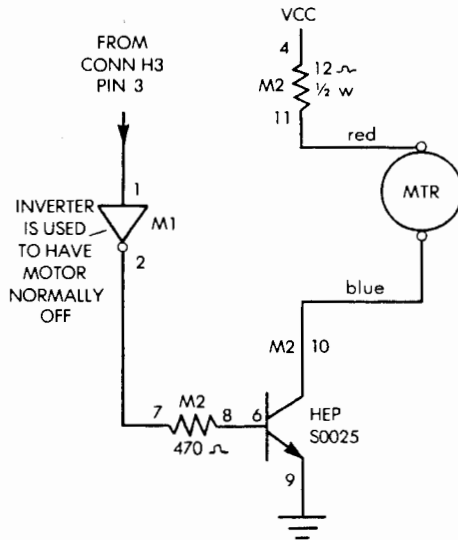 VCC
FROM
CONN H3
PIN 3
4
M2
12 Ω
½ w
11
red
MTR
1
INVERTER
IS USED
TO HAVE
MOTOR
NORMALLY
OFF
M1
2
blue
M2
10
M2
7
8
6
470 Ω
HEP
S0025
9